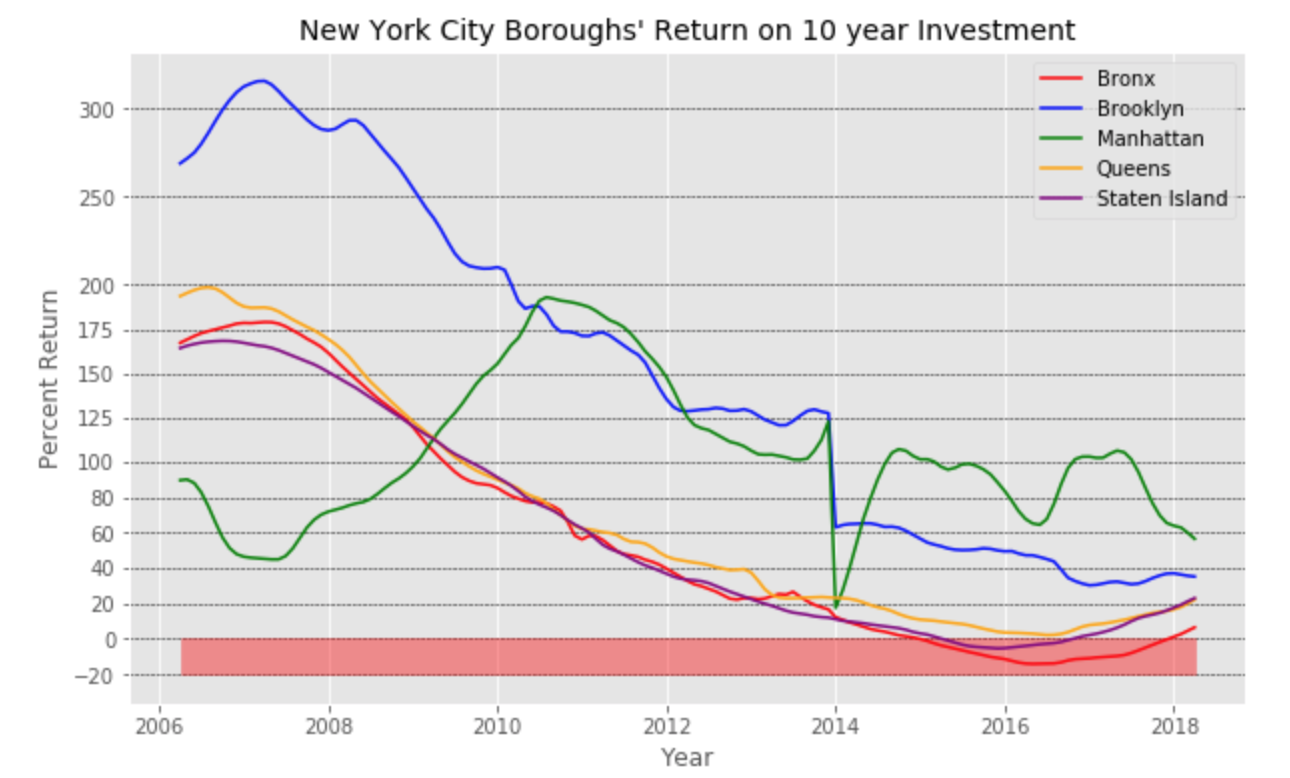 New York City Boroughs' Return on 10 year Investment
Bronx
Brooklyn
Manhattan
Queens
Staten Island
Percent Return
300
250
200
175
150
125
100
80
60
40
20
0
−20
2006 2008 2010 2012 2014 2016 2018
Year